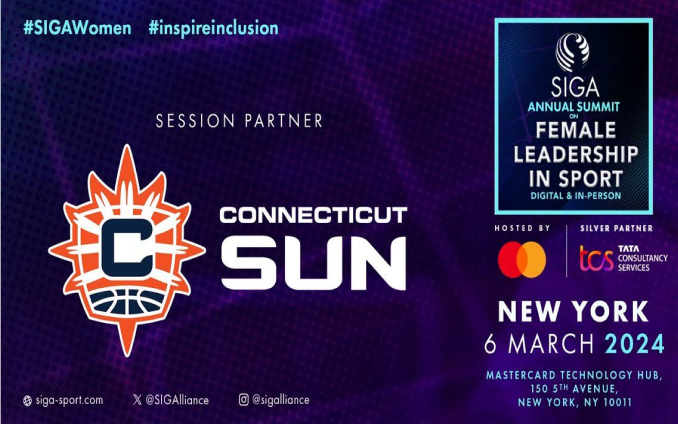 #SIGAWomen #inspireinclusion
SESSION PARTNER
C
CONNECTICUT
SUN
siga-sport.com
@SIGAlliance
@sigalliance
SIGA
ANNUAL SUMMIT
ON
FEMALE
LEADERSHIP
IN SPORT
DIGITAL & IN-PERSON
HOSTED BY
SILVER PARTNER
tcs
TATA
CONSULTANCY
SERVICES
NEW YORK
6 MARCH 2024
MASTERCARD TECHNOLOGY HUB,
150 5TH AVENUE,
NEW YORK, NY 10011